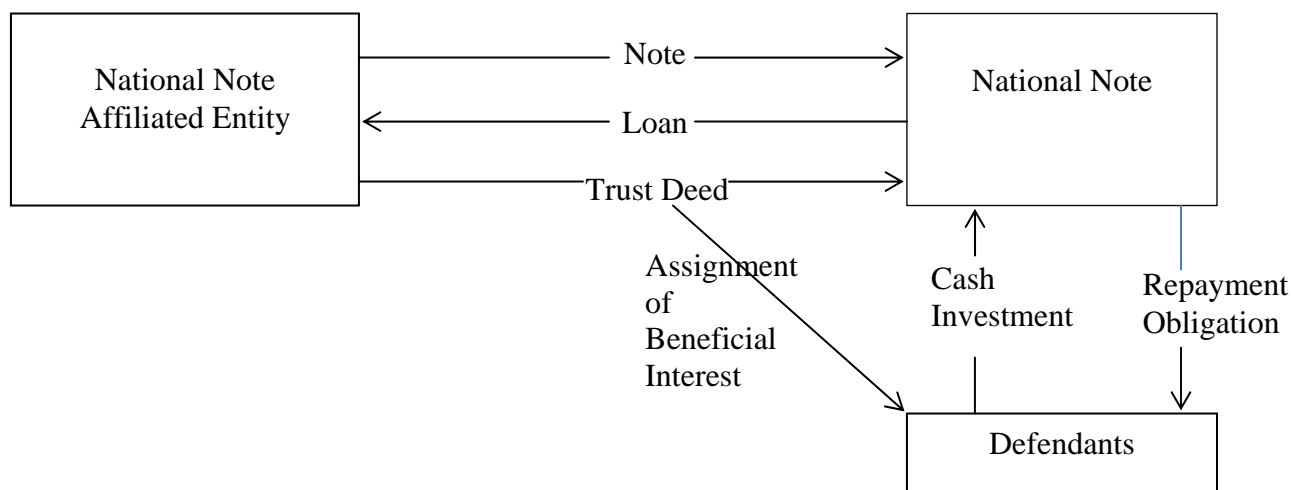 National Note
Affiliated Entity
Note
National Note
Loan
Trust Deed
Assignment
of
Beneficial
Interest
Cash
Investment
Repayment
Obligation
Defendants